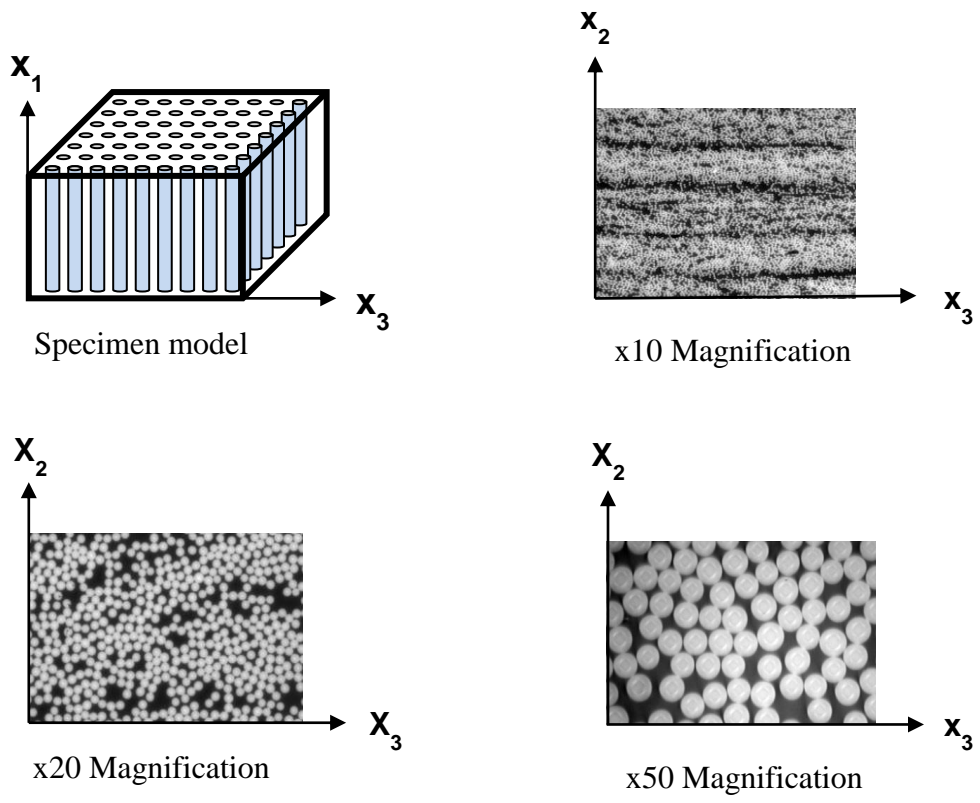 x₂
x₁
x₃
x₃
Specimen model
x10 Magnification
X₂
X₂
X₃
x₃
x20 Magnification
x50 Magnification